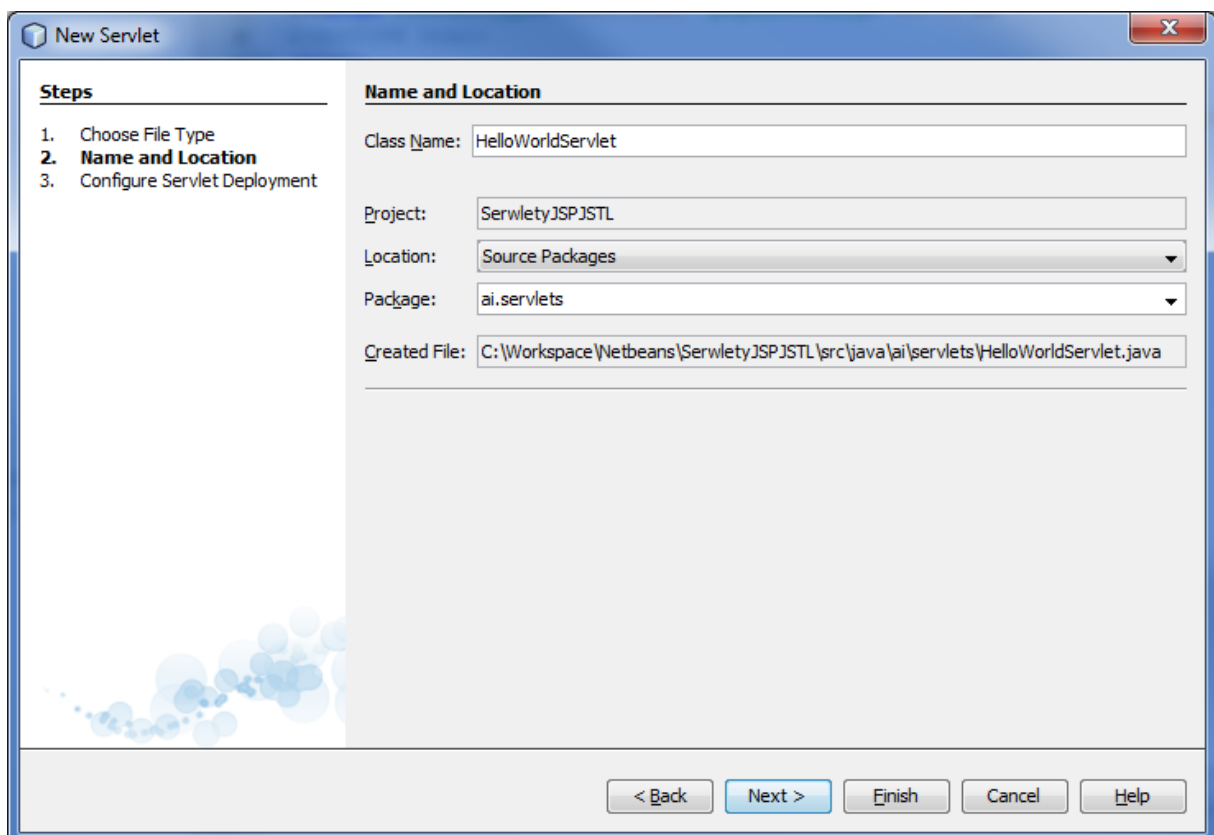 New Servlet
Steps
1. Choose File Type
2. Name and Location
3. Configure Servlet Deployment
Name and Location
Class Name: HelloWorldServlet
Project: SerwletyJSPJSTL
Location: Source Packages
Package: ai.servlets
Created File: C:\Workspace\Netbeans\SerwletyJSPJSTL\src\java\ai\servlets\HelloWorldServlet.java
< Back Next > Finish Cancel Help